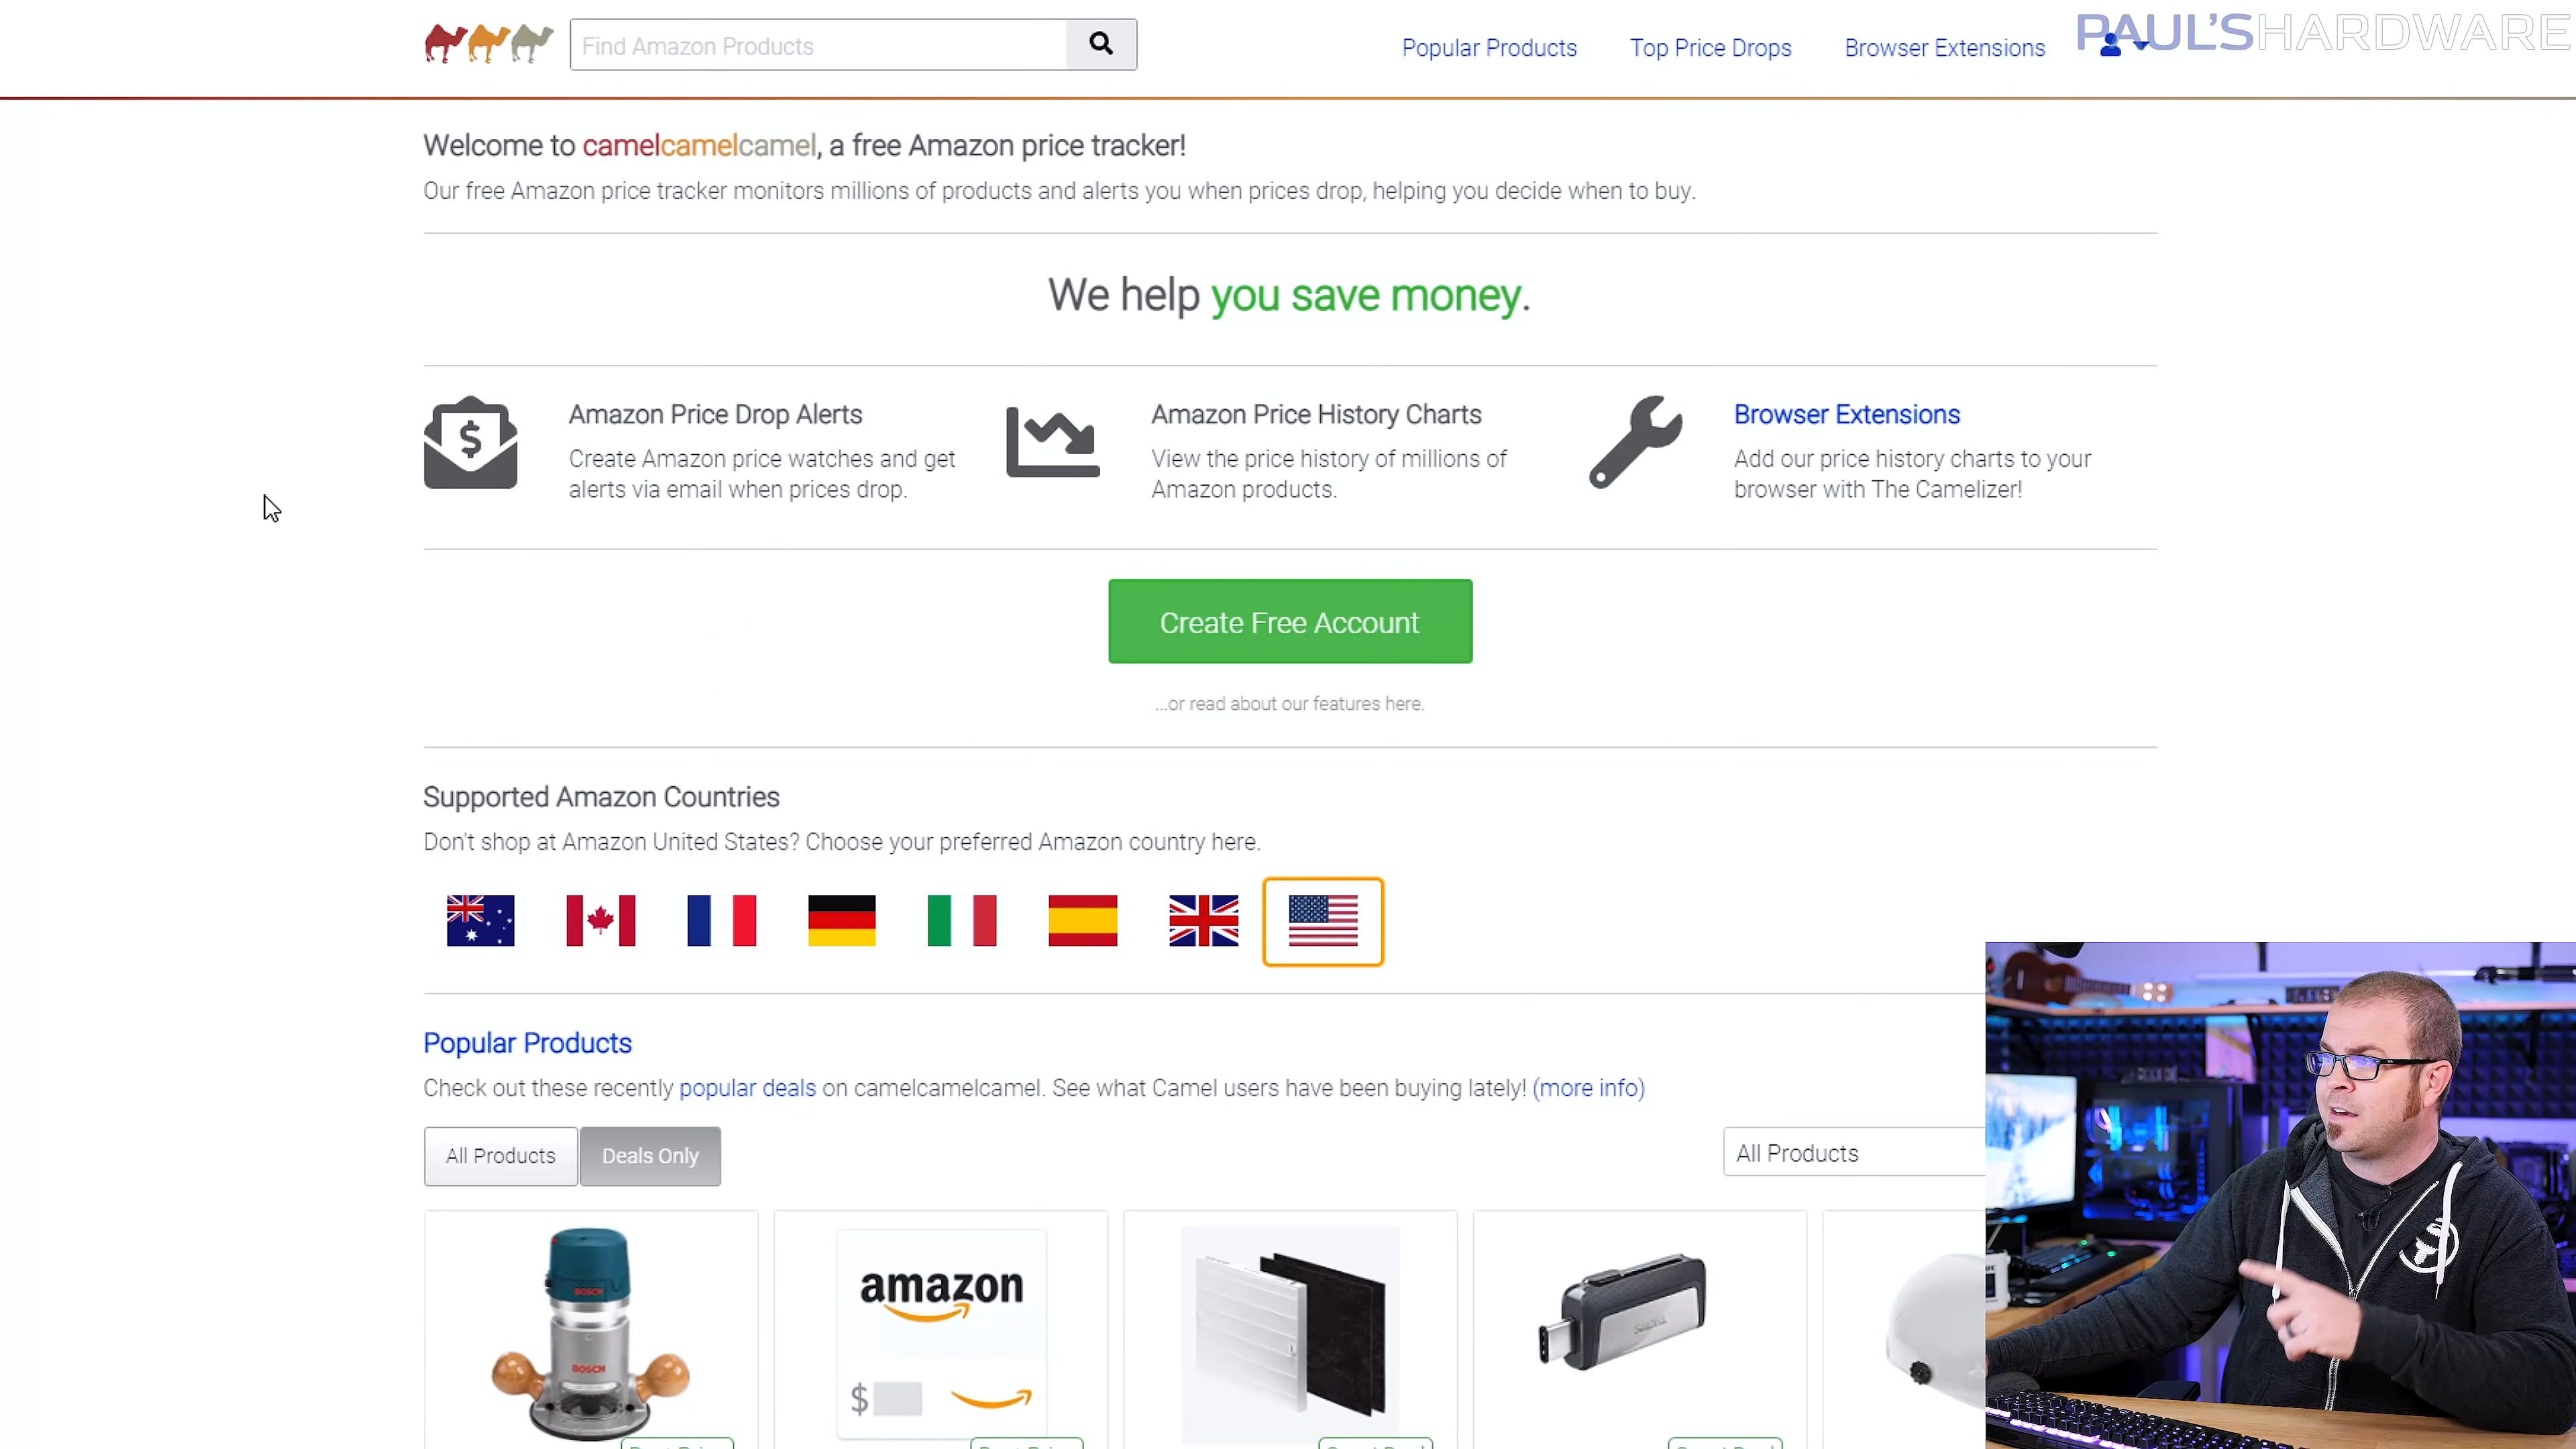 Find Amazon Products
Popular Products
Top Price Drops
Browser Extensions
PAUL'SHARDWARE
Welcome to camelcamelcamel, a free Amazon price tracker!
Our free Amazon price tracker monitors millions of products and alerts you when prices drop, helping you decide when to buy.
We help you save money.
$
Amazon Price Drop Alerts
Create Amazon price watches and get
alerts via email when prices drop.
Amazon Price History Charts
View the price history of millions of
Amazon products.
Browser Extensions
Add our price history charts to your
browser with The Camelizer!
Create Free Account
...or read about our features here.
Supported Amazon Countries
Don't shop at Amazon United States? Choose your preferred Amazon country here.
Popular Products
Check out these recently popular deals on camelcamelcamel. See what Camel users have been buying lately! (more info)
All Products
Deals Only
All Products
BOSCH
BOSCH
amazon
$
SanDisk